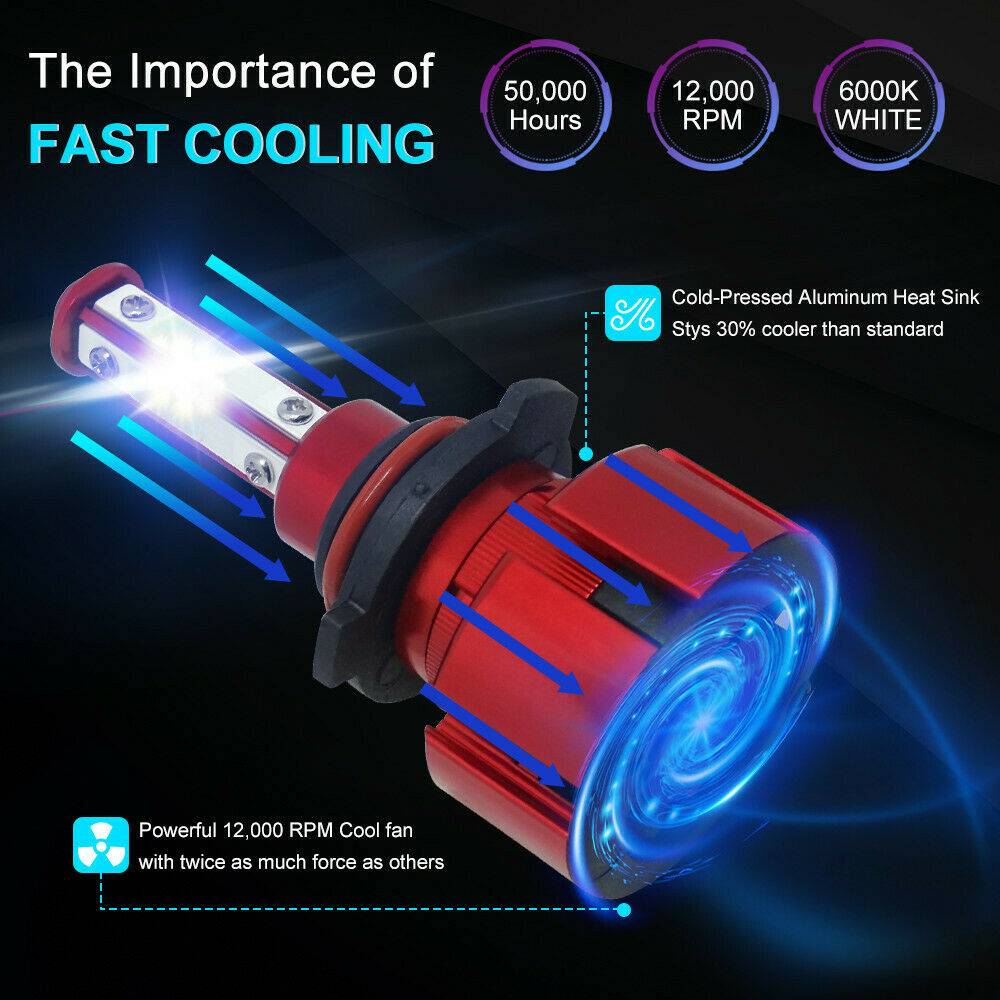 The Importance of
FAST COOLING
50,000
Hours
12,000
RPM
6000K
WHITE
Cold-Pressed Aluminum Heat Sink
Stys 30% cooler than standard
Powerful 12,000 RPM Cool fan
with twice as much force as others